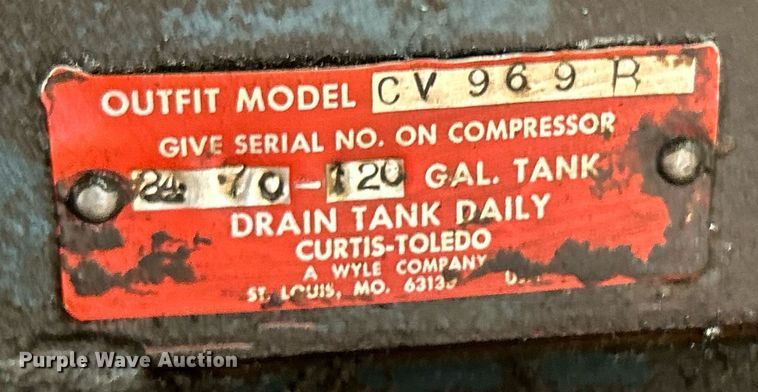 OUTFIT MODEL CV 969 R
GIVE SERIAL NO. ON COMPRESSOR
70-120 GAL. TANK
DRAIN TANK DAILY
CURTIS-TOLEDO
A WYLE COMPANY
ST. LOUIS, MO.
Purple Wave Auction